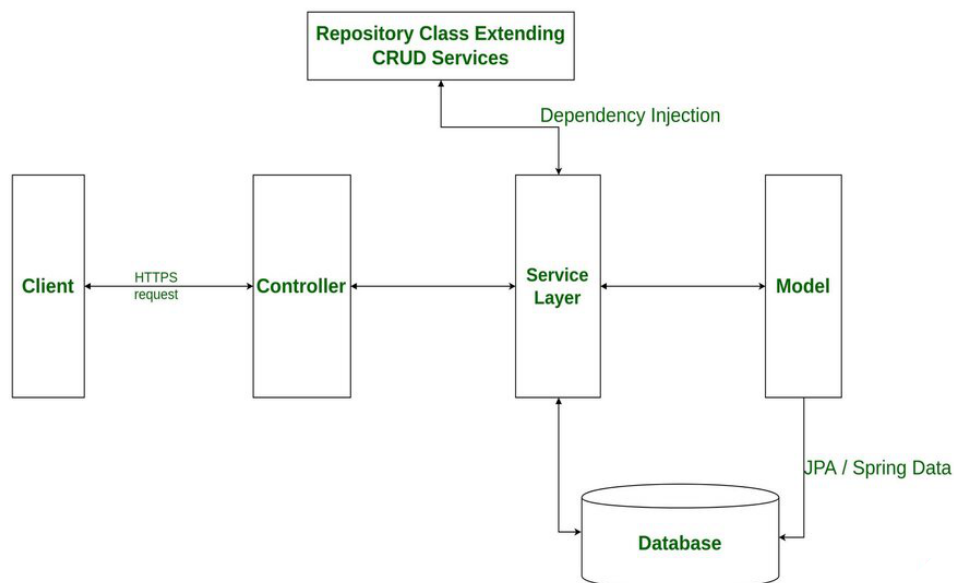 Repository Class Extending
CRUD Services
Dependency Injection
Client
HTTPS
request
Controller
Service
Layer
Model
JPA / Spring Data
Database